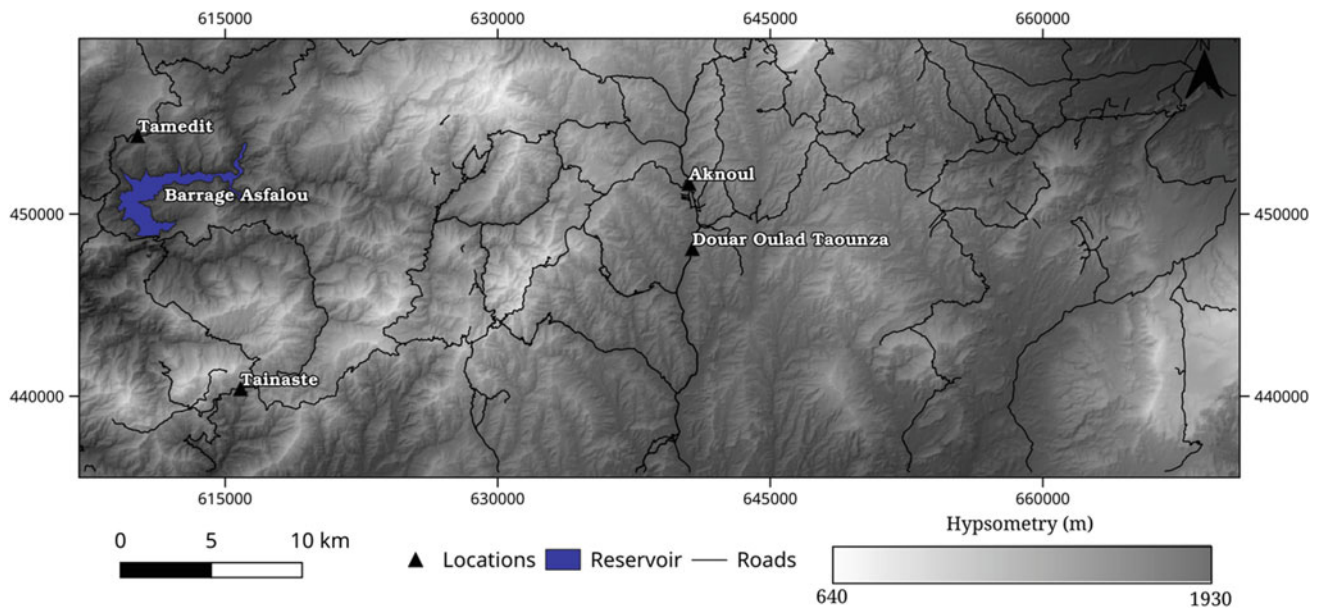 615000
630000
645000
660000
N
Tamedit
Barrage Asfalou
Aknoul
450000
450000
Douar Oulad Taounza
Tainaste
440000
440000
615000
630000
645000
660000
Hypsometry (m)
0 5 10 km
Locations
Reservoir
Roads
640
1930